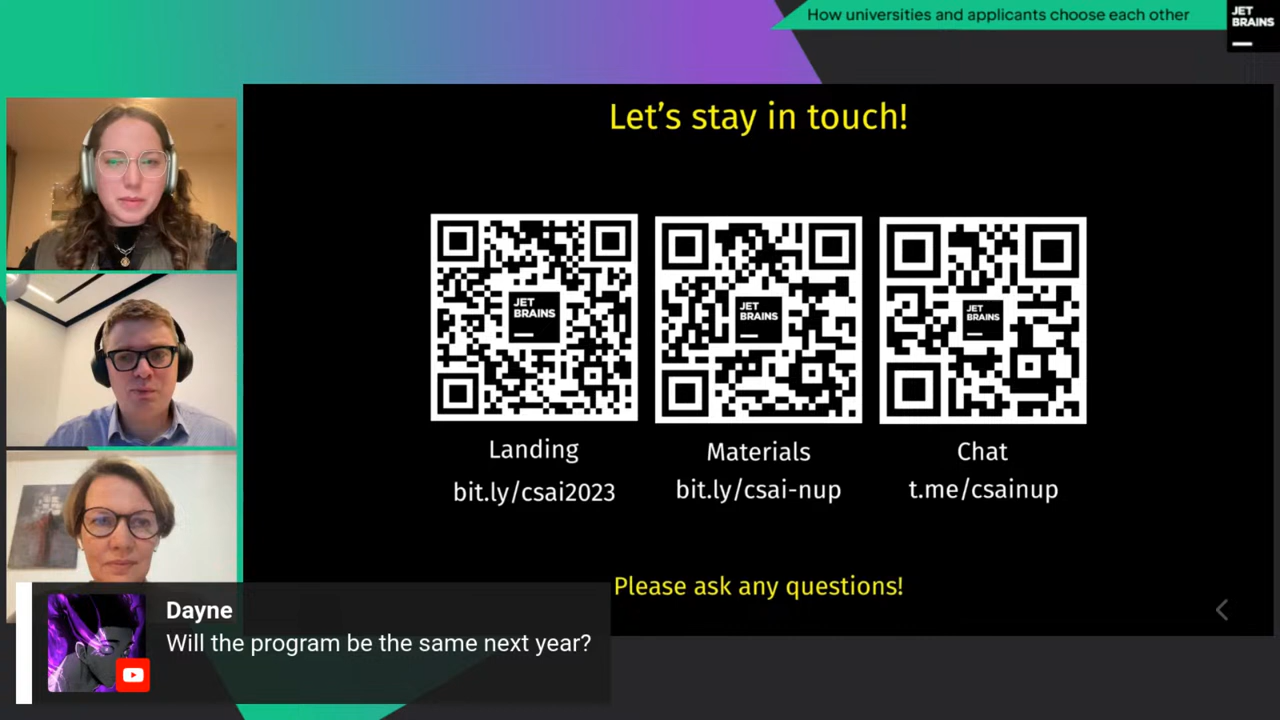 How universities and applicants choose each other
JET
BRAINS
Let's stay in touch!
JET
BRAINS
JET
BRAINS
JET
BRAINS
Landing
Materials
Chat
bit.ly/csai2023
bit.ly/csai-nup
t.me/csainup
Please ask any questions!
Dayne
Will the program be the same next year?